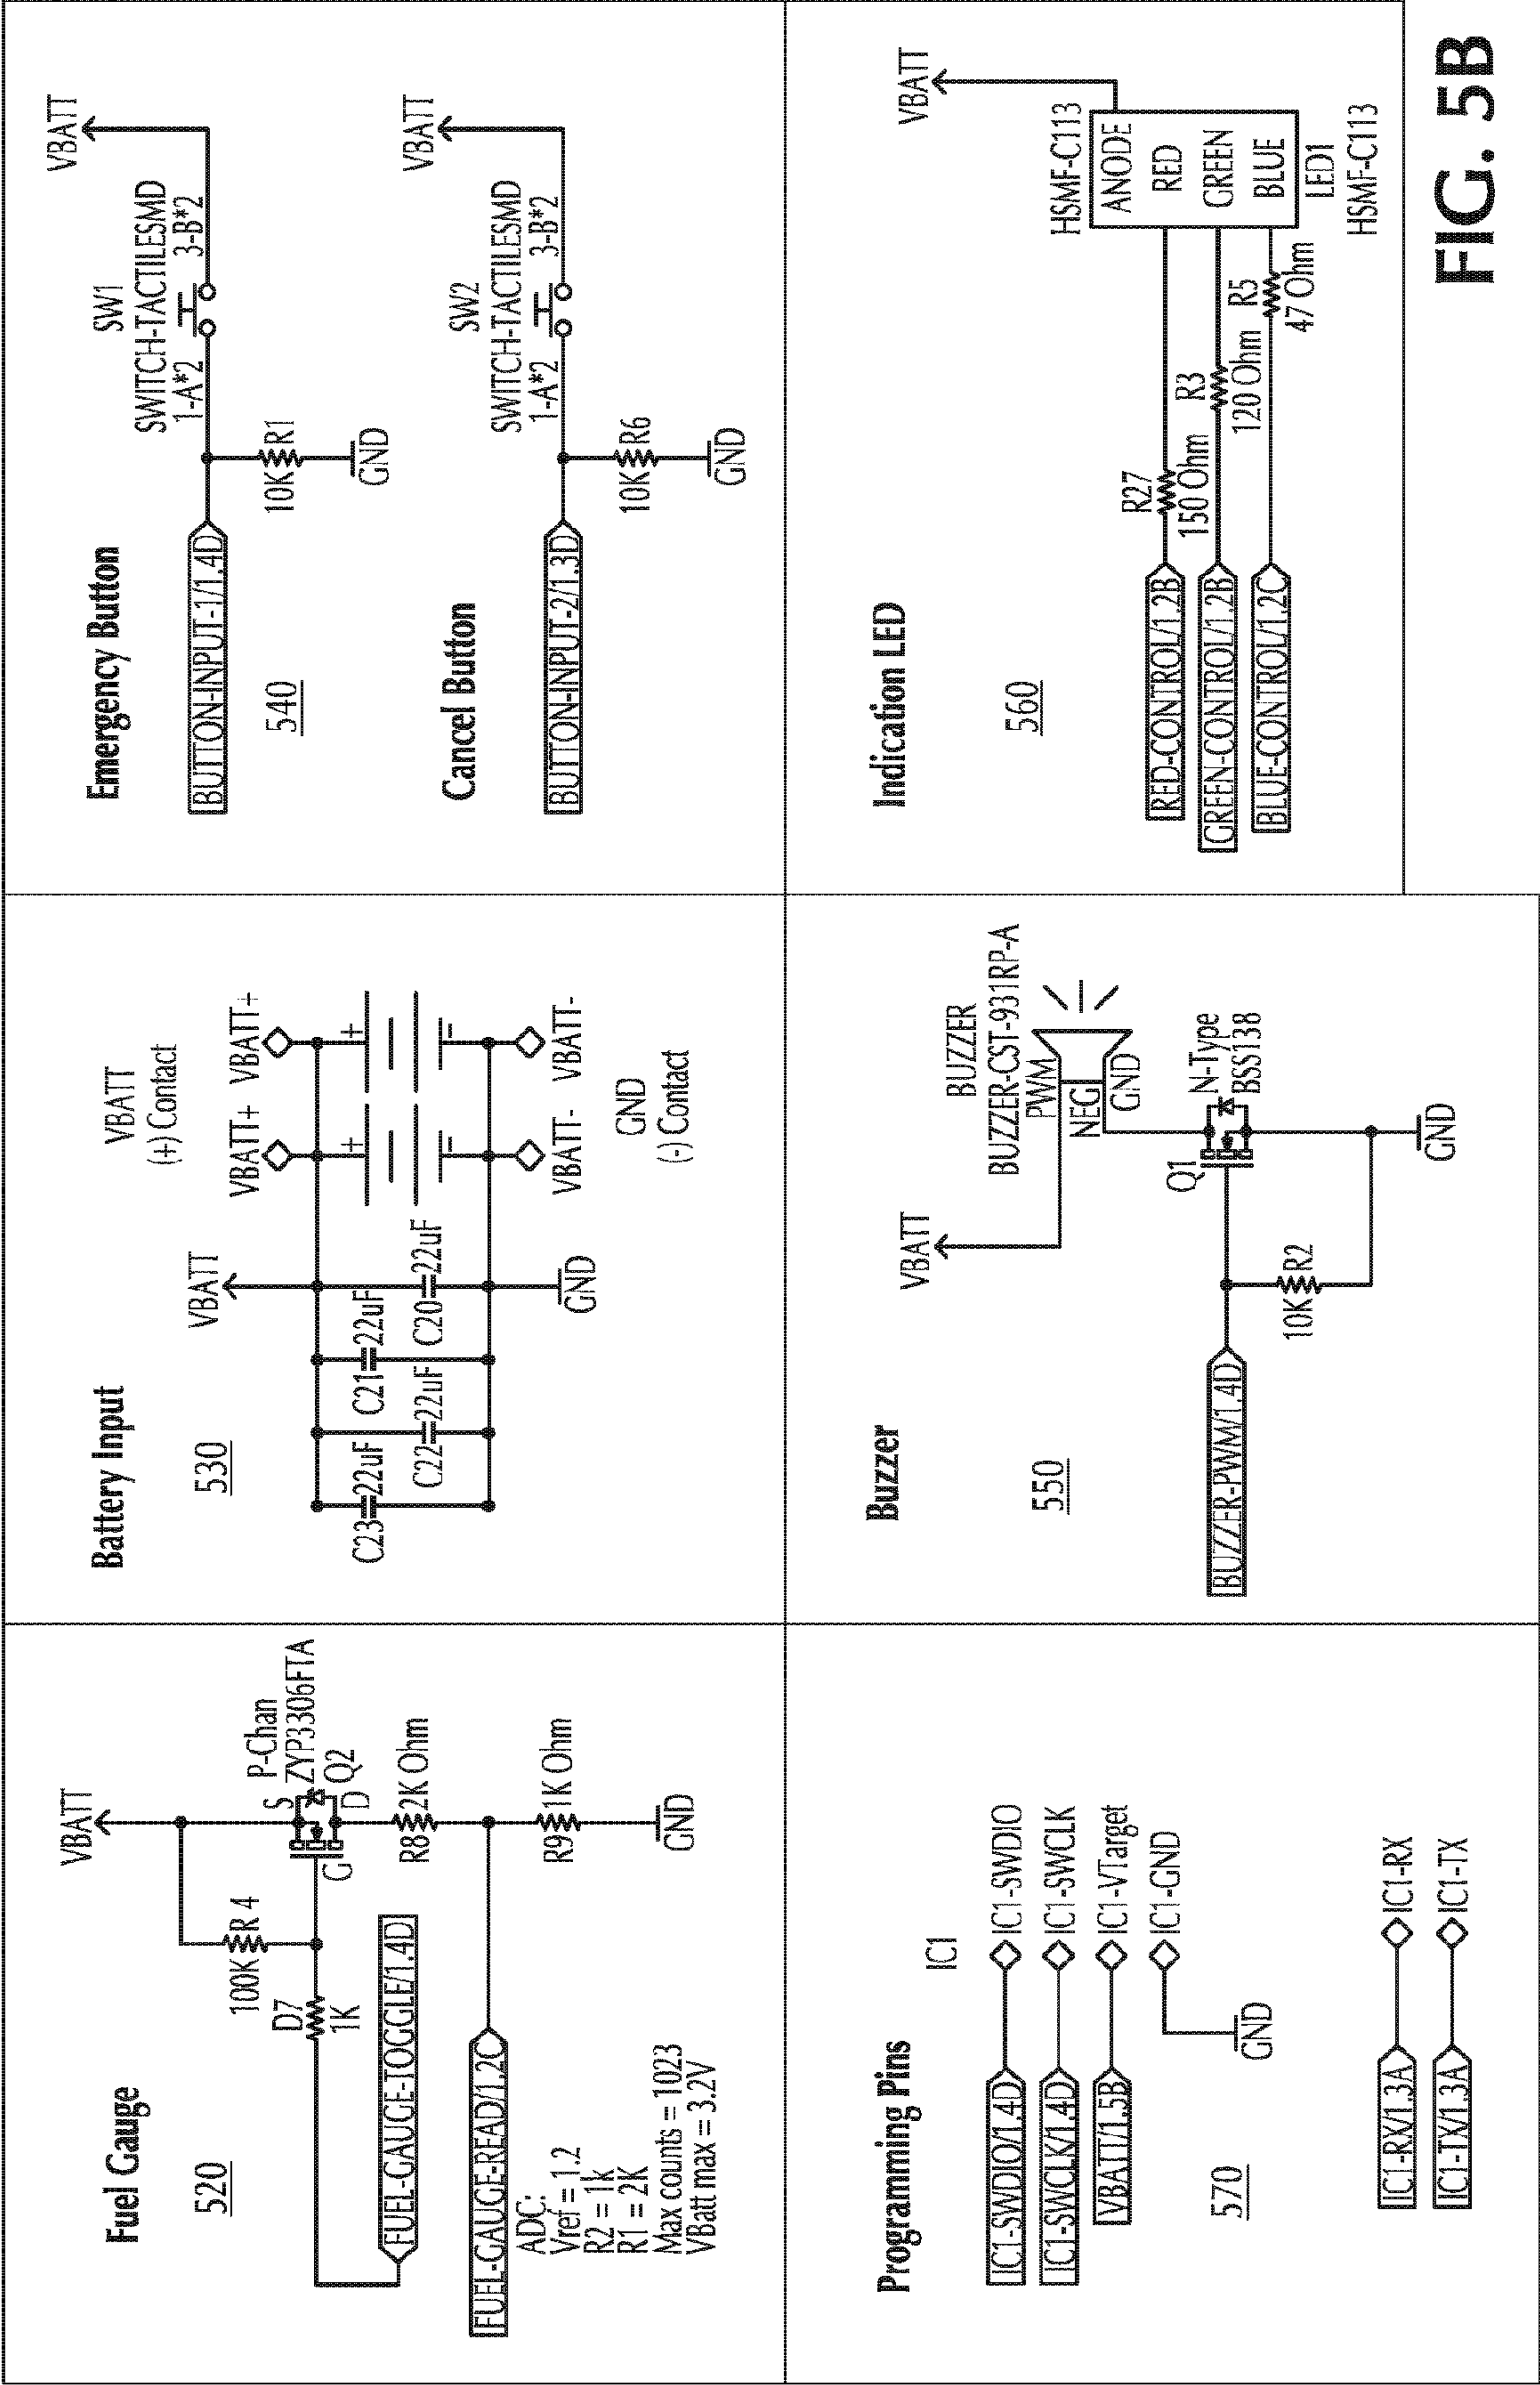 Fuel Gauge
520
VBATT
100K
R 4
D7
1K
S
G
D
P-Chan
ZYP3306FTA
Q2
FUEL-GAUGE-TOGGLE/1.4D
R8
2K Ohm
FUEL-GAUGE-READ/1.2C
R9
1K Ohm
GND
ADC:
Vref = 1.2
R2 = 1k
R1 = 2K
Max counts = 1023
VBatt max = 3.2V
Battery Input
530
VBATT
VBATT
(+) Contact
VBATT+
VBATT+
+
+
C23
22uF
C21
22uF
C22
22uF
C20
22uF
-
-
VBATT-
VBATT-
GND
GND
(-) Contact
Emergency Button
540
VBATT
SW1
SWITCH-TACTILESMD
1-A*2
3-B*2
BUTTON-INPUT-1/1.4D
10K
R1
GND
Cancel Button
VBATT
SW2
SWITCH-TACTILESMD
1-A*2
3-B*2
BUTTON-INPUT-2/1.3D
10K
R6
GND
Programming Pins
570
IC1
IC1-SWDIO/1.4D
IC1-SWDIO
IC1-SWCLK/1.4D
IC1-SWCLK
VBATT/1.5B
IC1-VTarget
IC1-GND
GND
IC1-RX/1.3A
IC1-RX
IC1-TX/1.3A
IC1-TX
Buzzer
550
VBATT
BUZZER
BUZZER-CST-931RP-A
PWM
NEG
GND
Q1
N-Type
BSS138
BUZZER-PWM/1.4D
10K
R2
GND
Indication LED
560
VBATT
HSMF-C113
ANODE
RED
GREEN
BLUE
LED1
HSMF-C113
RED-CONTROL/1.2B
R27
150 Ohm
GREEN-CONTROL/1.2B
R3
120 Ohm
BLUE-CONTROL/1.2C
R5
47 Ohm
FIG. 5B